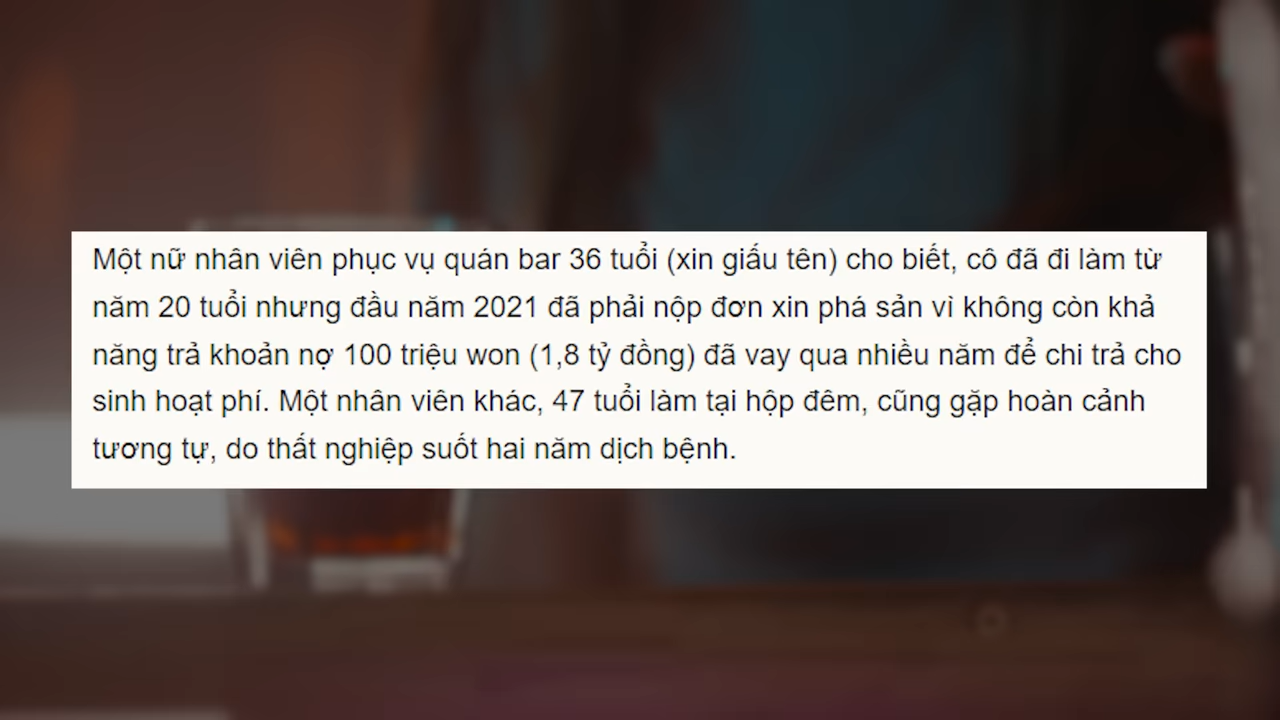 Một nữ nhân viên phục vụ quán bar 36 tuổi (xin giấu tên) cho biết, cô đã đi làm từ
năm 20 tuổi nhưng đầu năm 2021 đã phải nộp đơn xin phá sản vì không còn khả
năng trả khoản nợ 100 triệu won (1,8 tỷ đồng) đã vay qua nhiều năm để chi trả cho
sinh hoạt phí. Một nhân viên khác, 47 tuổi làm tại hộp đêm, cũng gặp hoàn cảnh
tương tự, do thất nghiệp suốt hai năm dịch bệnh.